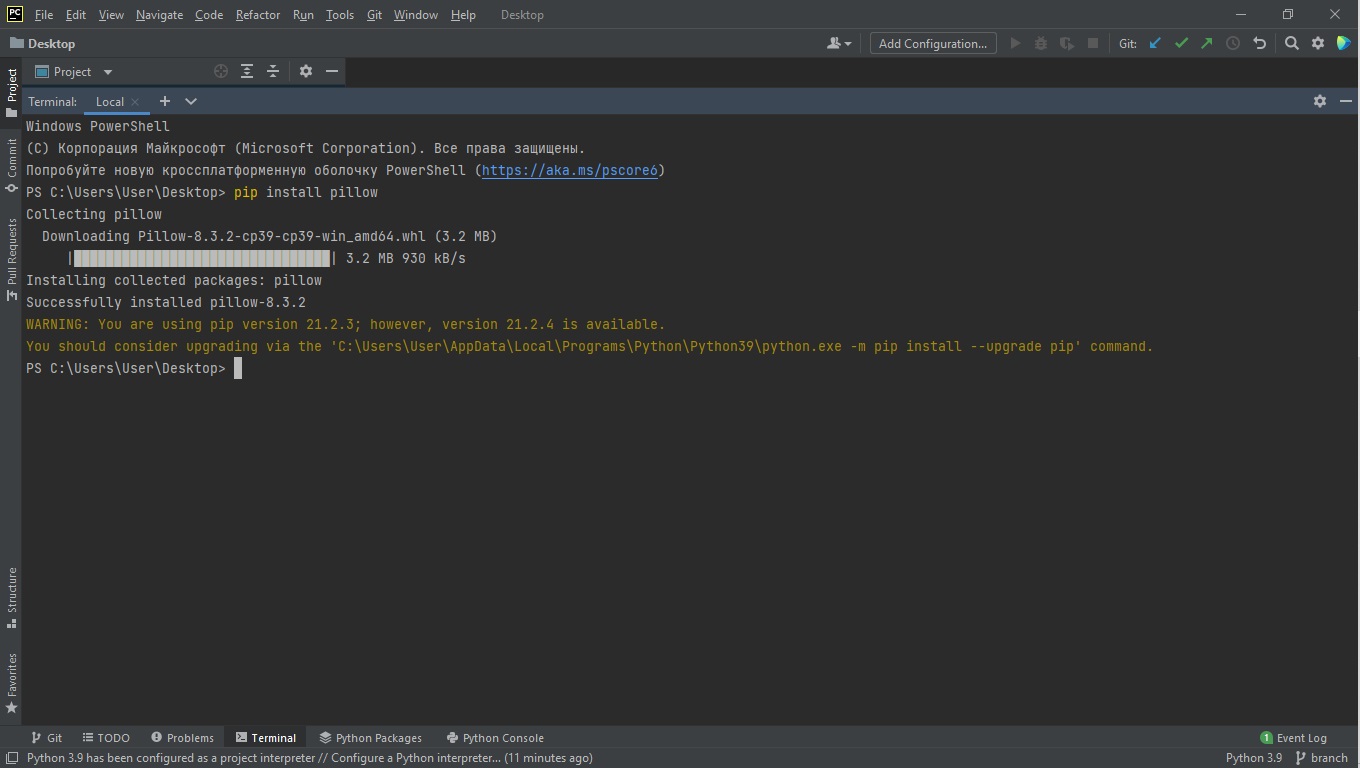 PC File Edit View Navigate Code Refactor Run Tools Git Window Help Desktop
Desktop Add Configuration... Git:
Project
Terminal: Local
Windows PowerShell
(C) Корпорация Майкрософт (Microsoft Corporation). Все права защищены.
Попробуйте новую кроссплатформенную оболочку PowerShell (https://aka.ms/pscore6)
PS C:\Users\User\Desktop> pip install pillow
Collecting pillow
Downloading Pillow-8.3.2-cp39-cp39-win_amd64.whl (3.2 MB)
| | 3.2 MB 930 kB/s
Installing collected packages: pillow
Successfully installed pillow-8.3.2
WARNING: You are using pip version 21.2.3; however, version 21.2.4 is available.
You should consider upgrading via the 'C:\Users\User\AppData\Local\Programs\Python\Python39\python.exe -m pip install --upgrade pip' command.
PS C:\Users\User\Desktop>
Project
Commit
Pull Requests
Structure
Favorites
Git TODO Problems Terminal Python Packages Python Console 1 Event Log
Python 3.9 has been configured as a project interpreter // Configure a Python interpreter... (11 minutes ago) Python 3.9 branch